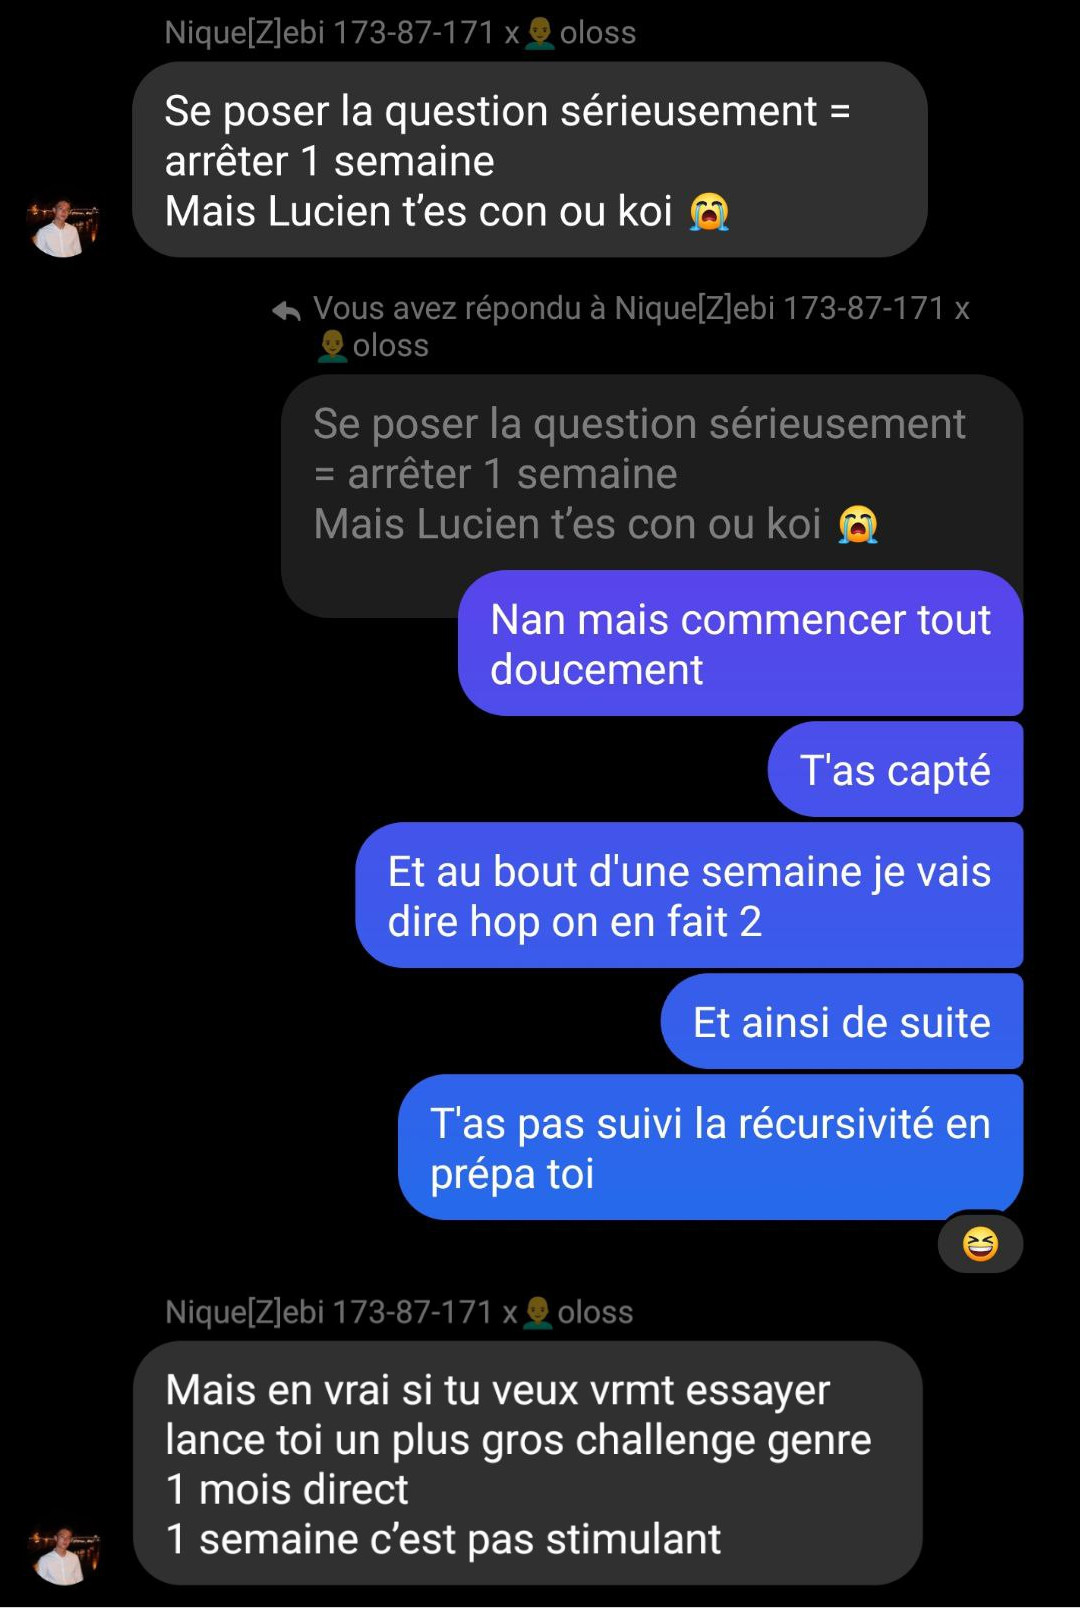 Nique[Z]ebi 173-87-171 x👨‍🦲oloss
Se poser la question sérieusement =
arrêter 1 semaine
Mais Lucien t’es con ou koi 😭
Vous avez répondu à Nique[Z]ebi 173-87-171 x
👨‍🦲oloss
Se poser la question sérieusement
= arrêter 1 semaine
Mais Lucien t’es con ou koi 😭
Nan mais commencer tout
doucement
T'as capté
Et au bout d'une semaine je vais
dire hop on en fait 2
Et ainsi de suite
T'as pas suivi la récursivité en
prépa toi
😆
Nique[Z]ebi 173-87-171 x👨‍🦲oloss
Mais en vrai si tu veux vrmt essayer
lance toi un plus gros challenge genre
1 mois direct
1 semaine c’est pas stimulant